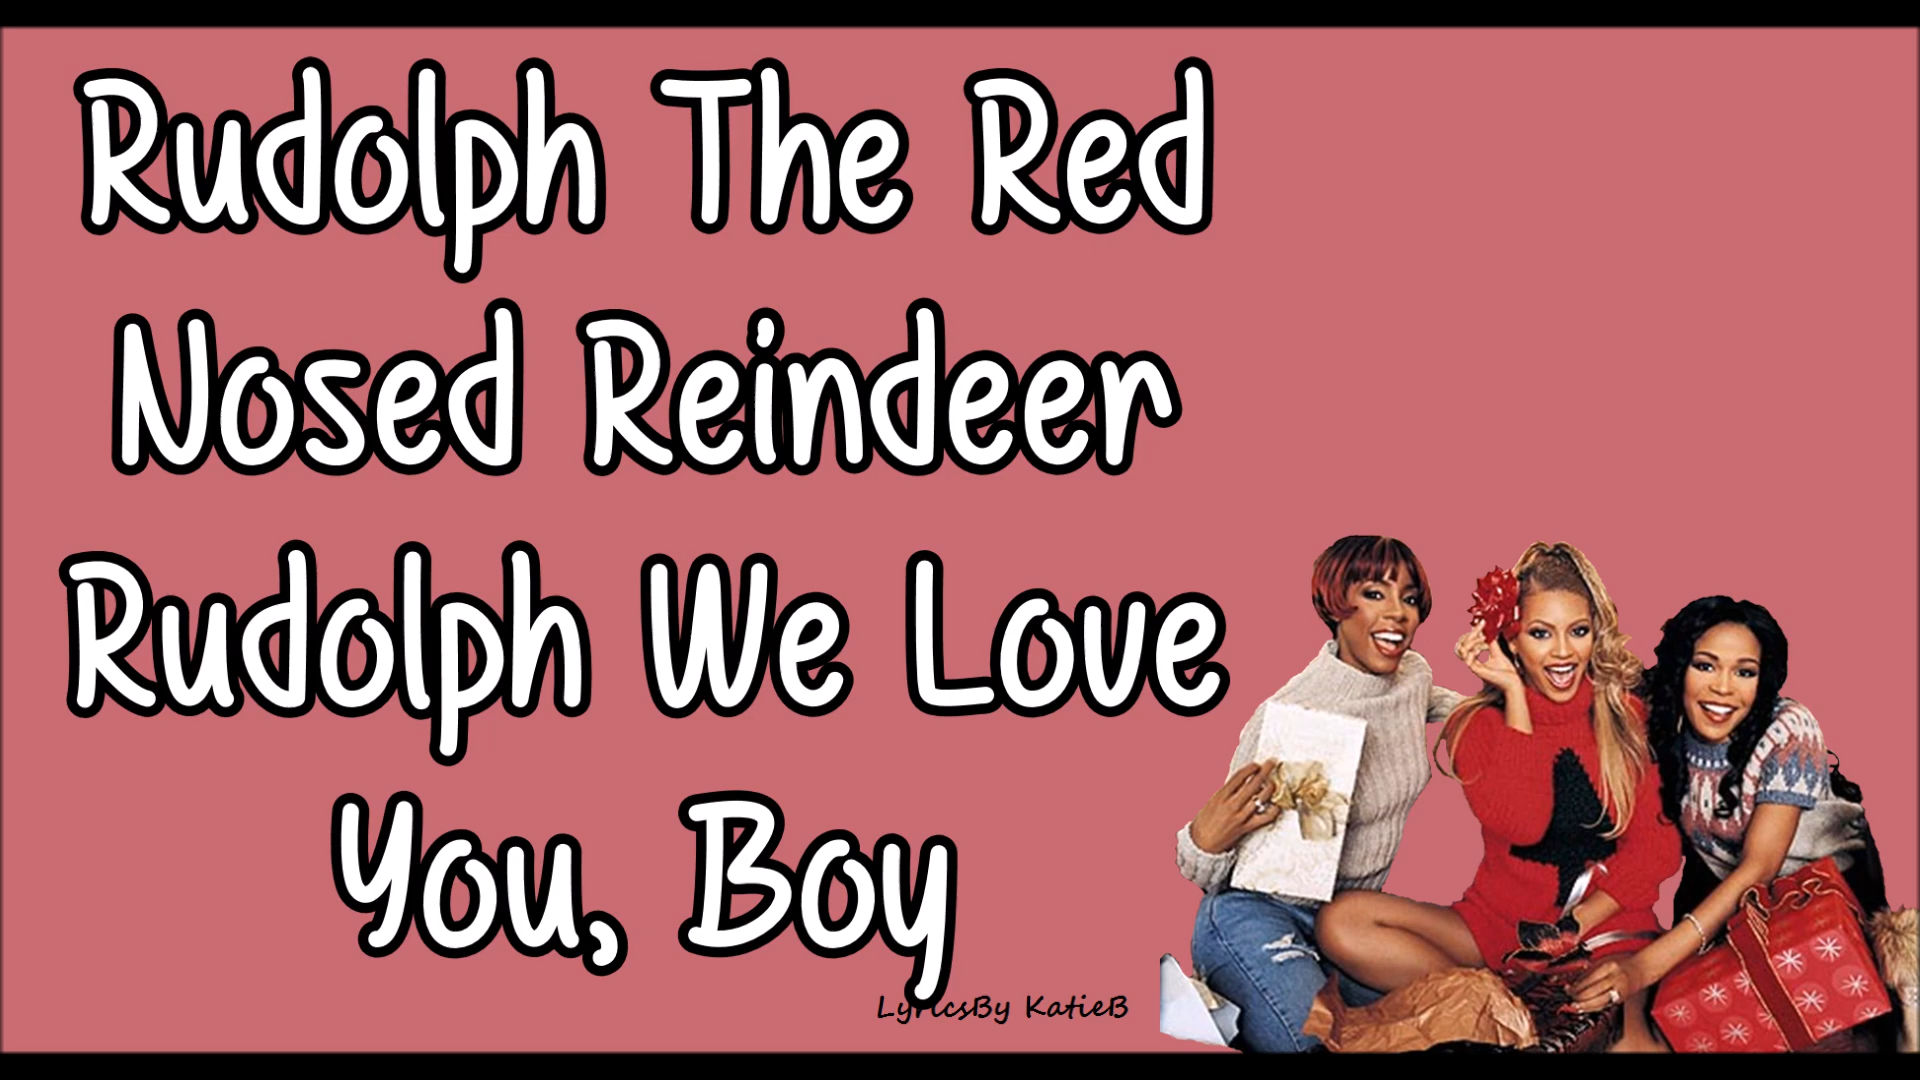 Rudolph The Red
Nosed Reindeer
Rudolph We Love
You, Boy
LyricsBy KatieB